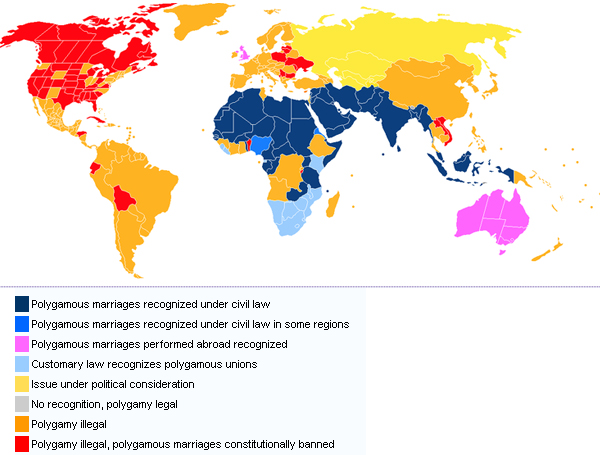 Polygamous marriages recognized under civil law
Polygamous marriages recognized under civil law in some regions
Polygamous marriages performed abroad recognized
Customary law recognizes polygamous unions
Issue under political consideration
No recognition, polygamy legal
Polygamy illegal
Polygamy illegal, polygamous marriages constitutionally banned